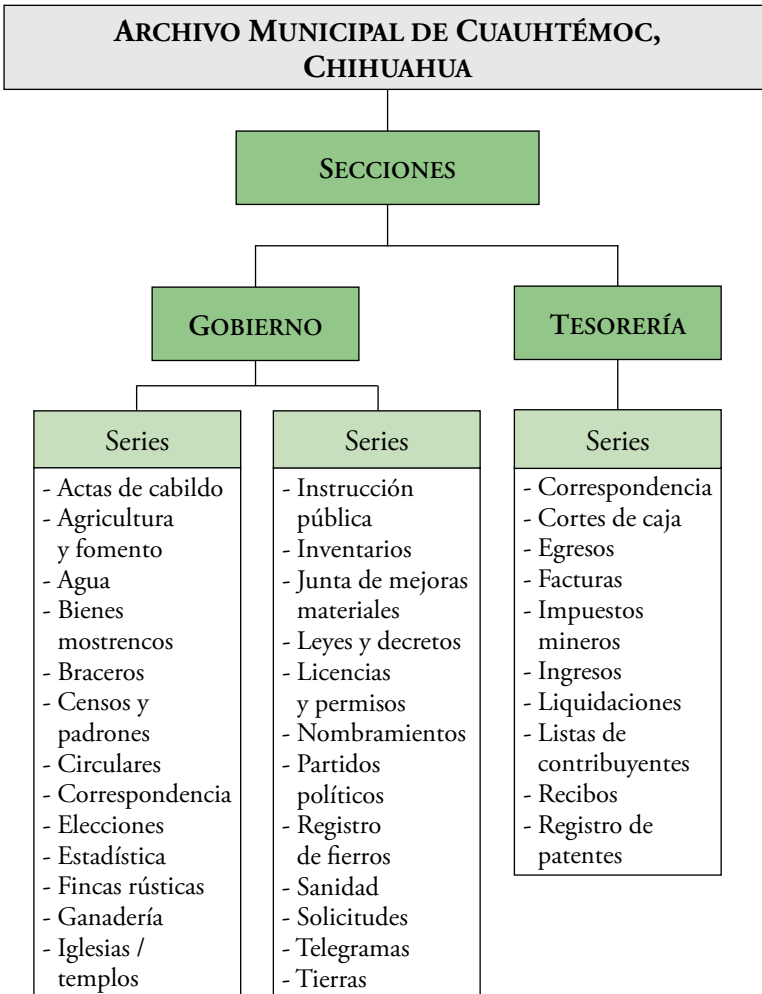 ARCHIVO MUNICIPAL DE CUAUHTÉMOC,
CHIHUAHUA
SECCIONES
GOBIERNO
TESORERÍA
Series
- Actas de cabildo
- Agricultura
y fomento
- Agua
- Bienes
mostrencos
- Braceros
- Censos y
padrones
- Circulares
- Correspondencia
- Elecciones
- Estadística
- Fincas rústicas
- Ganadería
- Iglesias /
templos
Series
- Instrucción
pública
- Inventarios
- Junta de mejoras
materiales
- Leyes y decretos
- Licencias
y permisos
- Nombramientos
- Partidos
políticos
- Registro
de fierros
- Sanidad
- Solicitudes
- Telegramas
- Tierras
Series
- Correspondencia
- Cortes de caja
- Egresos
- Facturas
- Impuestos
mineros
- Ingresos
- Liquidaciones
- Listas de
contribuyentes
- Recibos
- Registro de
patentes